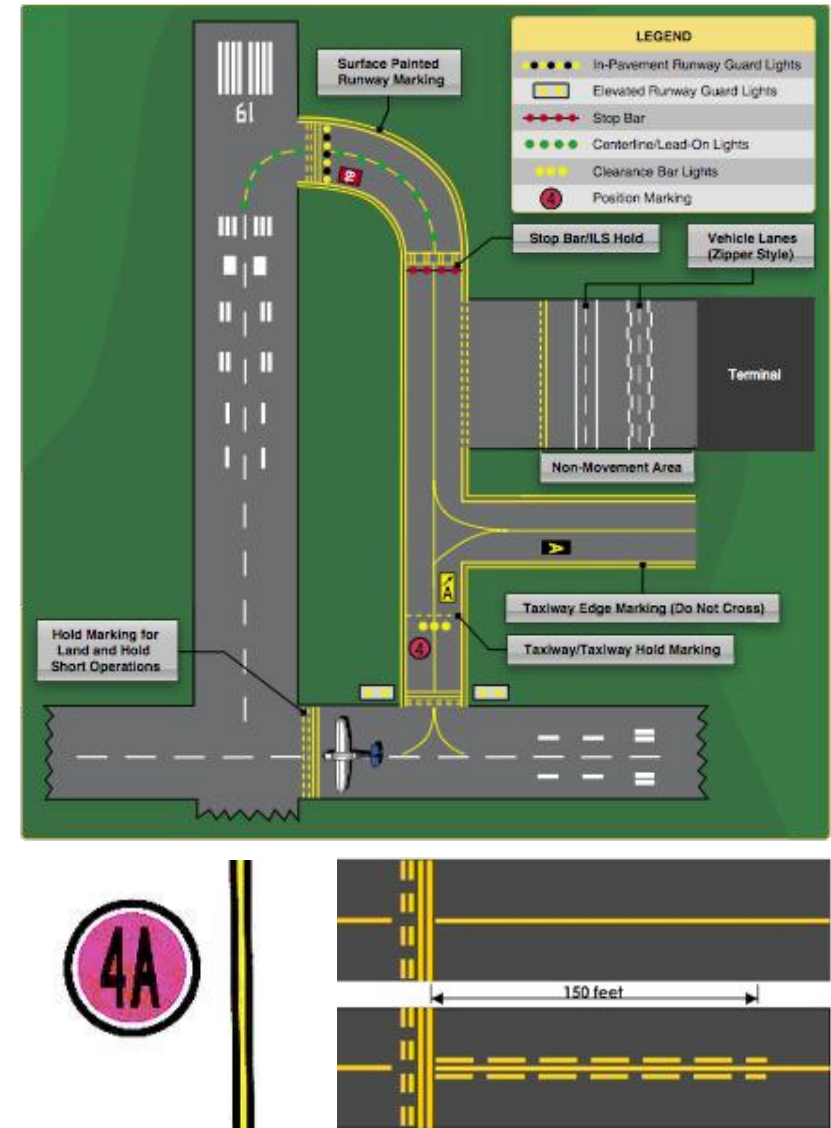 LEGEND
In-Pavement Runway Guard Lights
Elevated Runway Guard Lights
Stop Bar
Centerline/Lead-On Lights
Clearance Bar Lights
4
Position Marking
Surface Painted
Runway Marking
19
19
Stop Bar/ILS Hold
Vehicle Lanes
(Zipper Style)
Terminal
Non-Movement Area
A
A
Taxiway Edge Marking (Do Not Cross)
Hold Marking for
Land and Hold
Short Operations
4
Taxiway/Taxiway Hold Marking
4A
150 feet